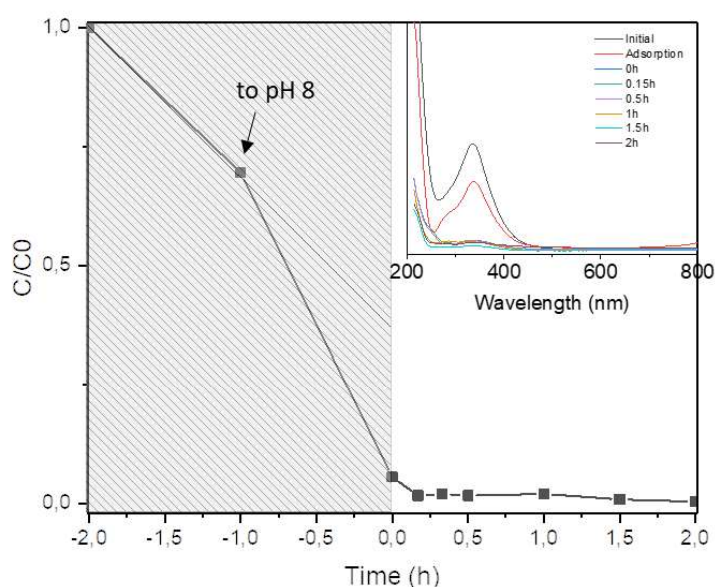 1,0
0,5
0,0
C/C0
to pH 8
Initial
Adsorption
0h
0.15h
0.5h
1h
1.5h
2h
200 400 600 800
Wavelength (nm)
-2,0 -1,5 -1,0 -0,5 0,0 0,5 1,0 1,5 2,0
Time (h)